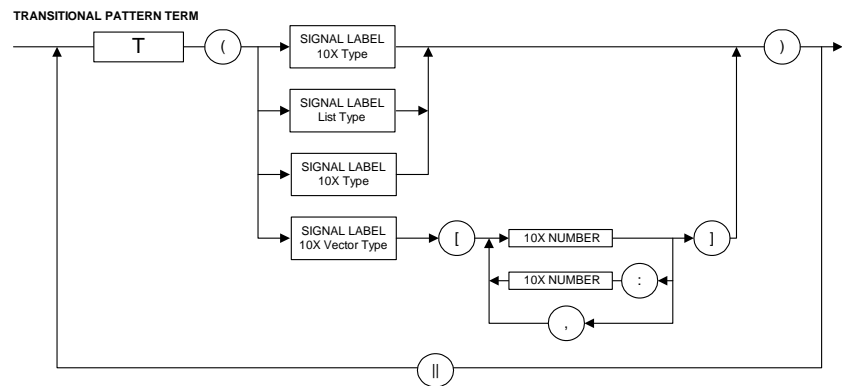 TRANSITIONAL PATTERN TERM
T
(
SIGNAL LABEL
10X Type
)
SIGNAL LABEL
List Type
SIGNAL LABEL
10X Type
SIGNAL LABEL
10X Vector Type
[
10X NUMBER
]
10X NUMBER
:
,
||